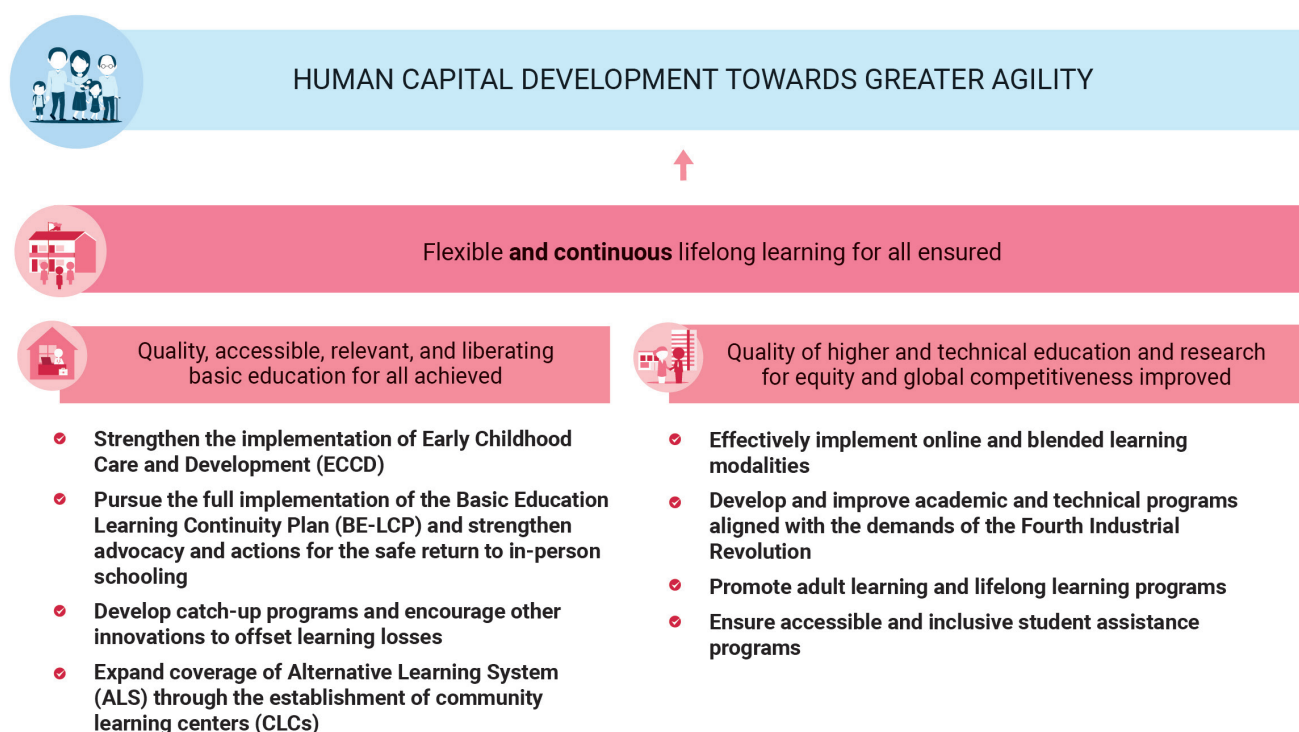 HUMAN CAPITAL DEVELOPMENT TOWARDS GREATER AGILITY
Flexible and continuous lifelong learning for all ensured
Quality, accessible, relevant, and liberating
basic education for all achieved
Strengthen the implementation of Early Childhood
Care and Development (ECCD)
Pursue the full implementation of the Basic Education
Learning Continuity Plan (BE-LCP) and strengthen
advocacy and actions for the safe return to in-person
schooling
Develop catch-up programs and encourage other
innovations to offset learning losses
Expand coverage of Alternative Learning System
(ALS) through the establishment of community
learning centers (CLCs)
Quality of higher and technical education and research
for equity and global competitiveness improved
Effectively implement online and blended learning
modalities
Develop and improve academic and technical programs
aligned with the demands of the Fourth Industrial
Revolution
Promote adult learning and lifelong learning programs
Ensure accessible and inclusive student assistance
programs